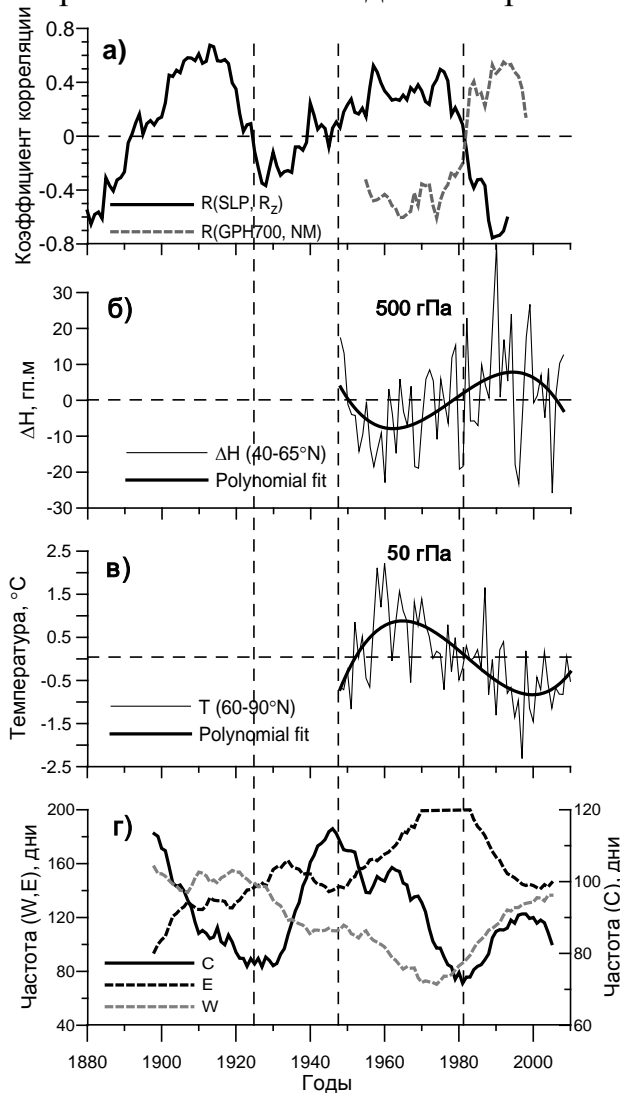 а)
Коэффициент корреляции
0.8
0.4
0
-0.4
-0.8
R(SLP, RZ)
R(GPH700, NM)
б)
500 гПа
ΔH, гп.м
30
20
10
0
-10
-20
-30
ΔH (40-65°N)
Polynomial fit
в)
50 гПа
Температура, °C
2.5
1.5
0.5
-0.5
-1.5
-2.5
T (60-90°N)
Polynomial fit
г)
Частота (W,E), дни
200
160
120
80
40
C
E
W
120
100
80
60
Частота (C), дни
1880 1900 1920 1940 1960 1980 2000
Годы